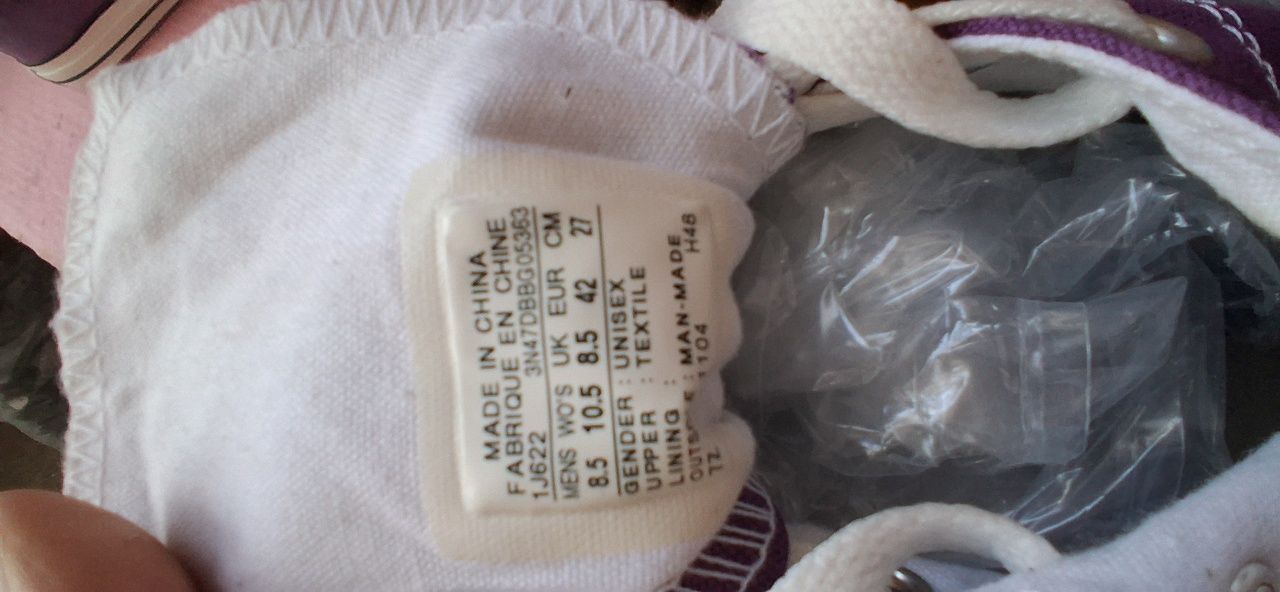 MADE IN CHINA
FABRIQUE EN CHINE
1J622 3N47DBBG05363
MENS WO'S UK EUR CM
8.5 10.5 8.5 42 27
GENDER : UNISEX
UPPER : TEXTILE
LINING :
: MAN-MADE
TZ 1104 H48